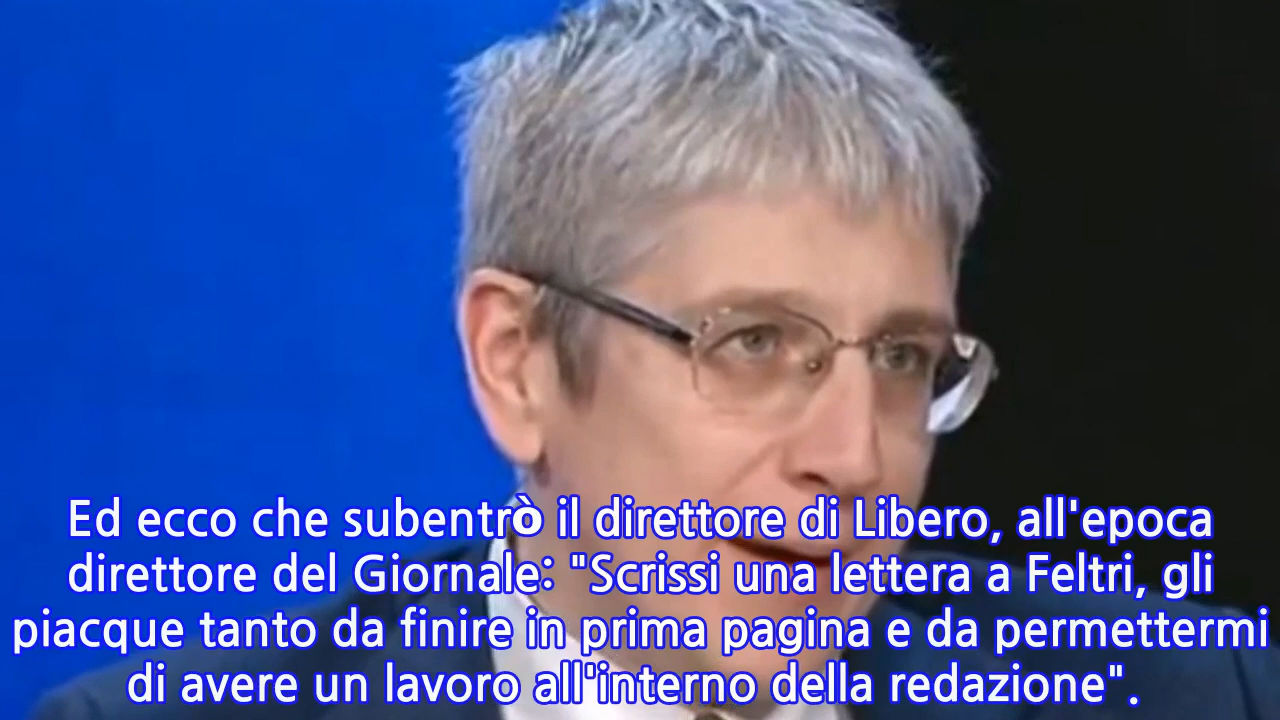 Ed ecco che subentrò il direttore di Libero, all'epoca
direttore del Giornale: "Scrissi una lettera a Feltri, gli
piacque tanto da finire in prima pagina e da permettermi
di avere un lavoro all'interno della redazione".